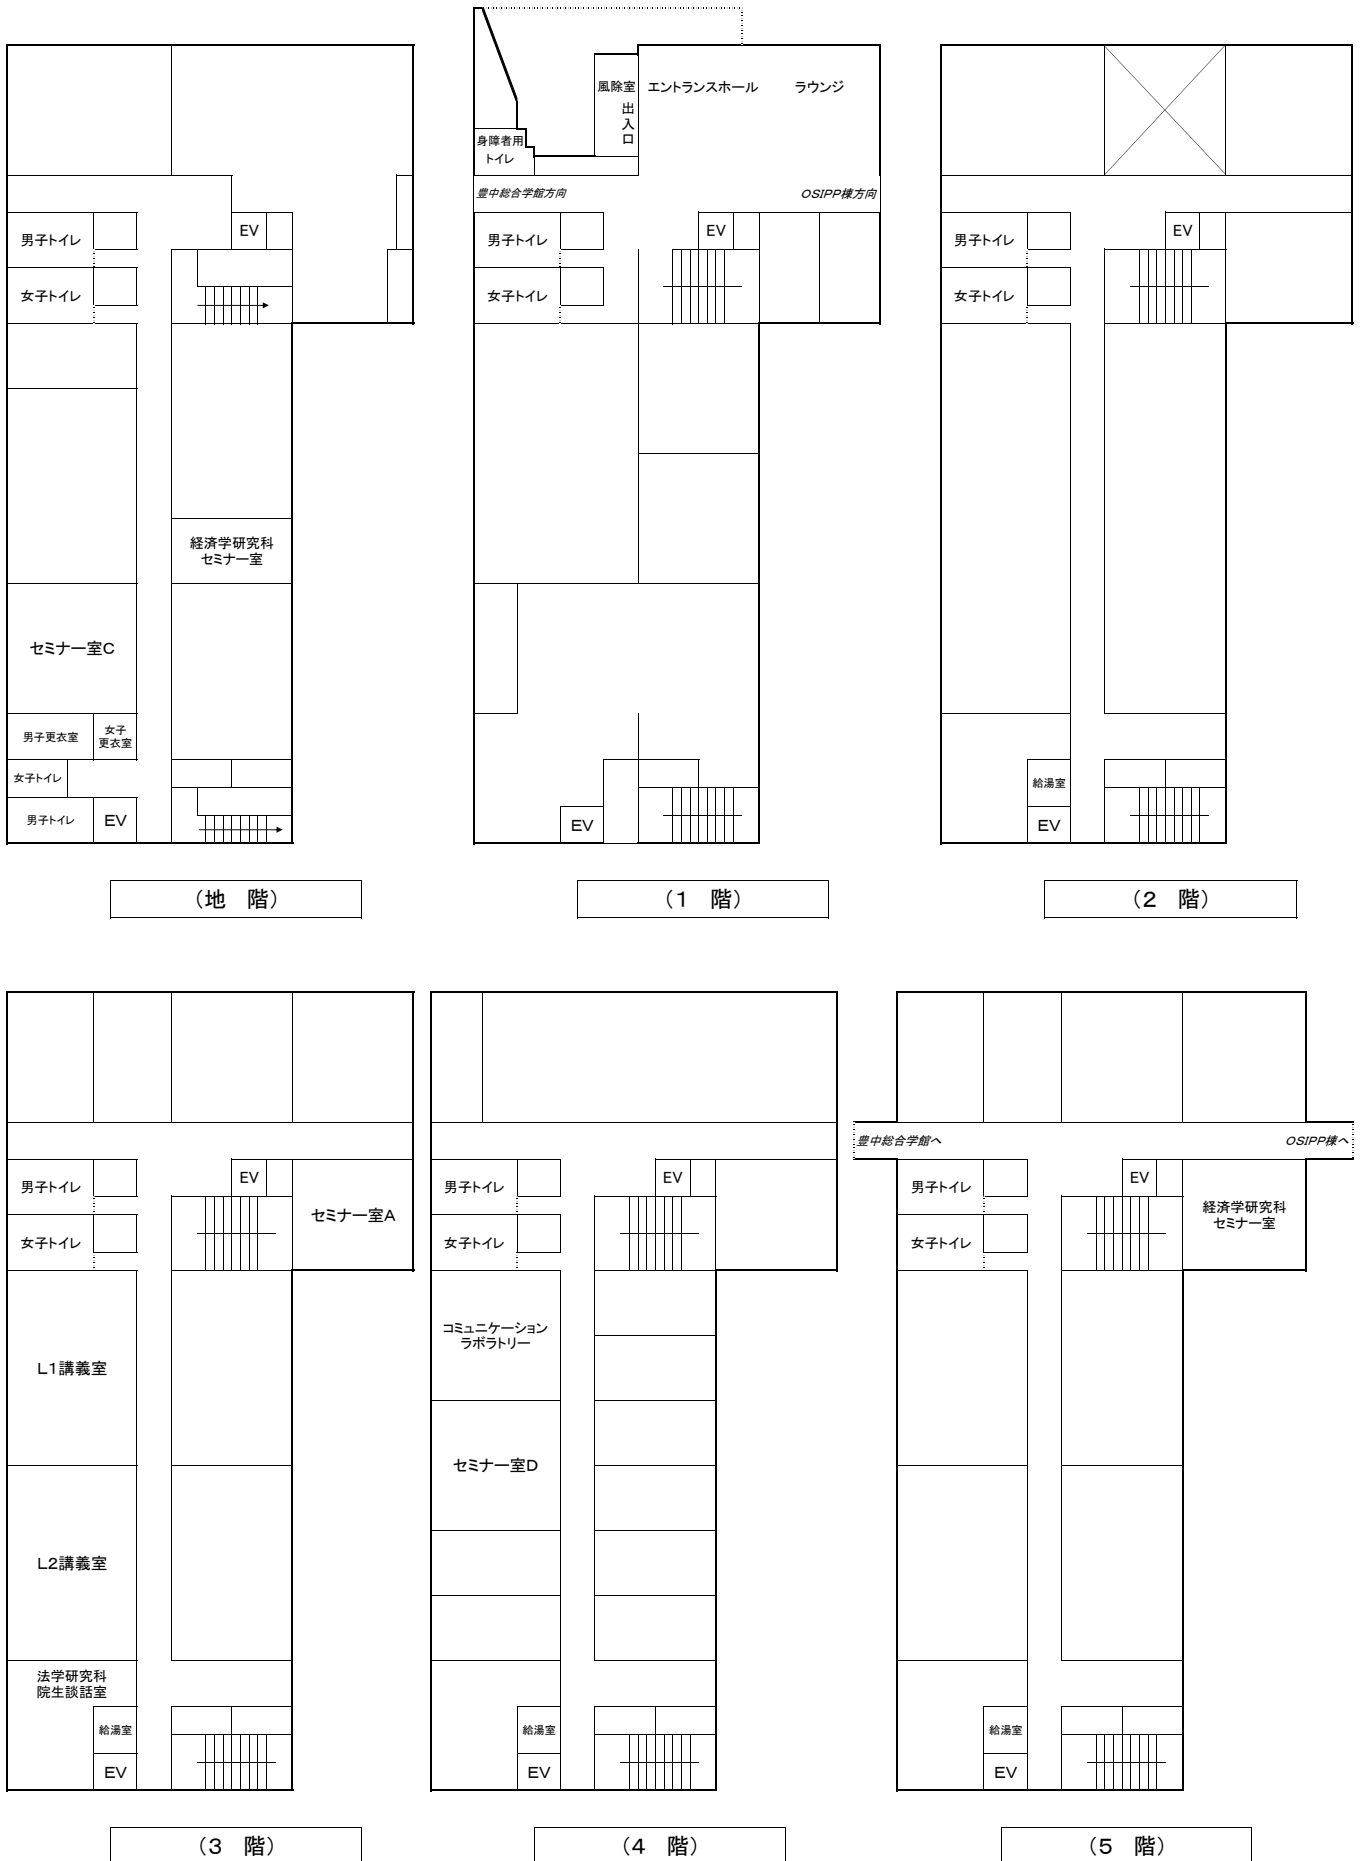 EV
男子トイレ
女子トイレ
経済学研究科
セミナー室
セミナー室C
男子更衣室
女子
更衣室
女子トイレ
男子トイレ
EV
（地　階）
風除室
出入口
エントランスホール
ラウンジ
身障者用
トイレ
豊中総合学館方向
OSIPP棟方向
EV
男子トイレ
女子トイレ
EV
（1　階）
EV
男子トイレ
女子トイレ
給湯室
EV
（2　階）
EV
男子トイレ
セミナー室A
女子トイレ
L1講義室
L2講義室
法学研究科
院生談話室
給湯室
EV
（3　階）
EV
男子トイレ
女子トイレ
コミュニケーション
ラボラトリー
セミナー室D
給湯室
EV
（4　階）
豊中総合学館へ
OSIPP棟へ
EV
男子トイレ
経済学研究科
セミナー室
女子トイレ
給湯室
EV
（5　階）